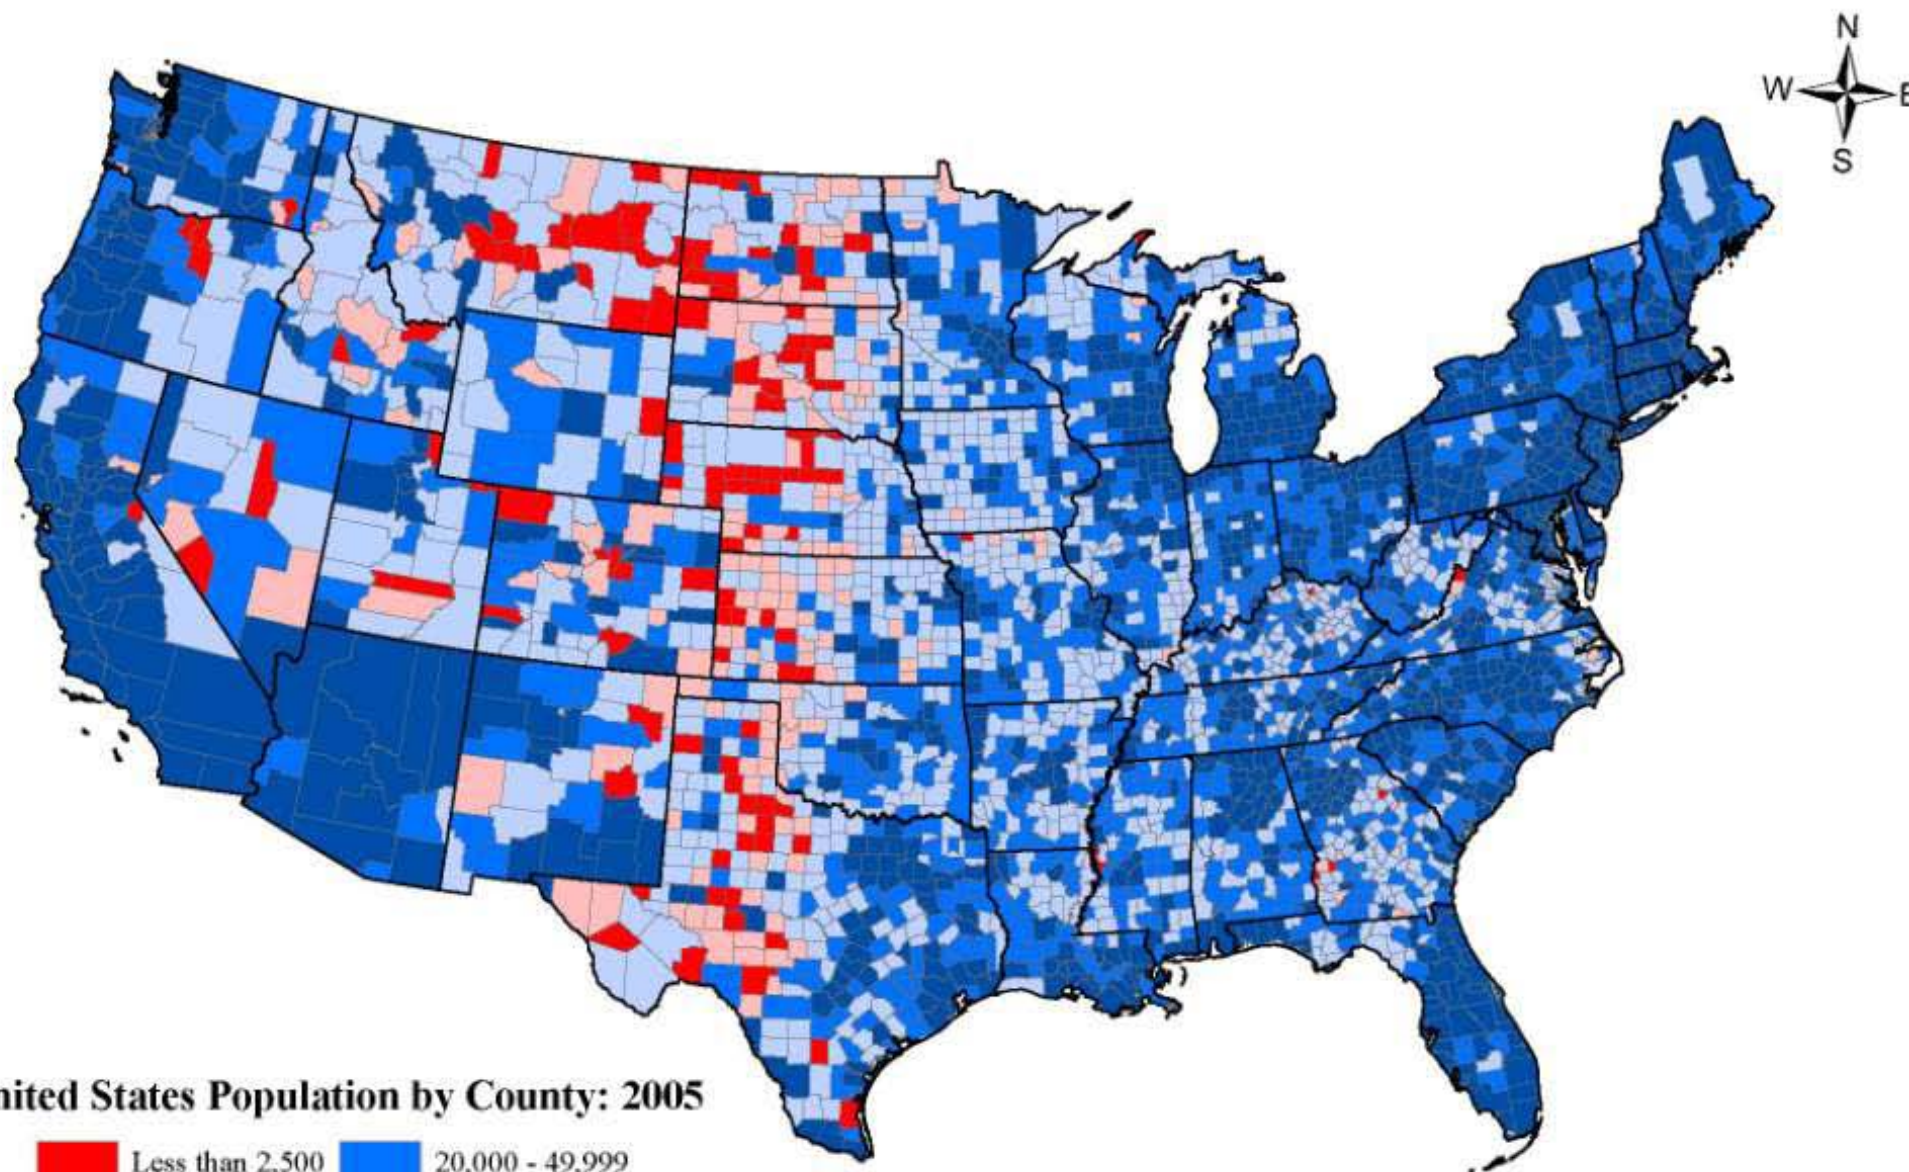 N
W E
S
nited States Population by County: 2005
Less than 2,500 20,000 - 49,999